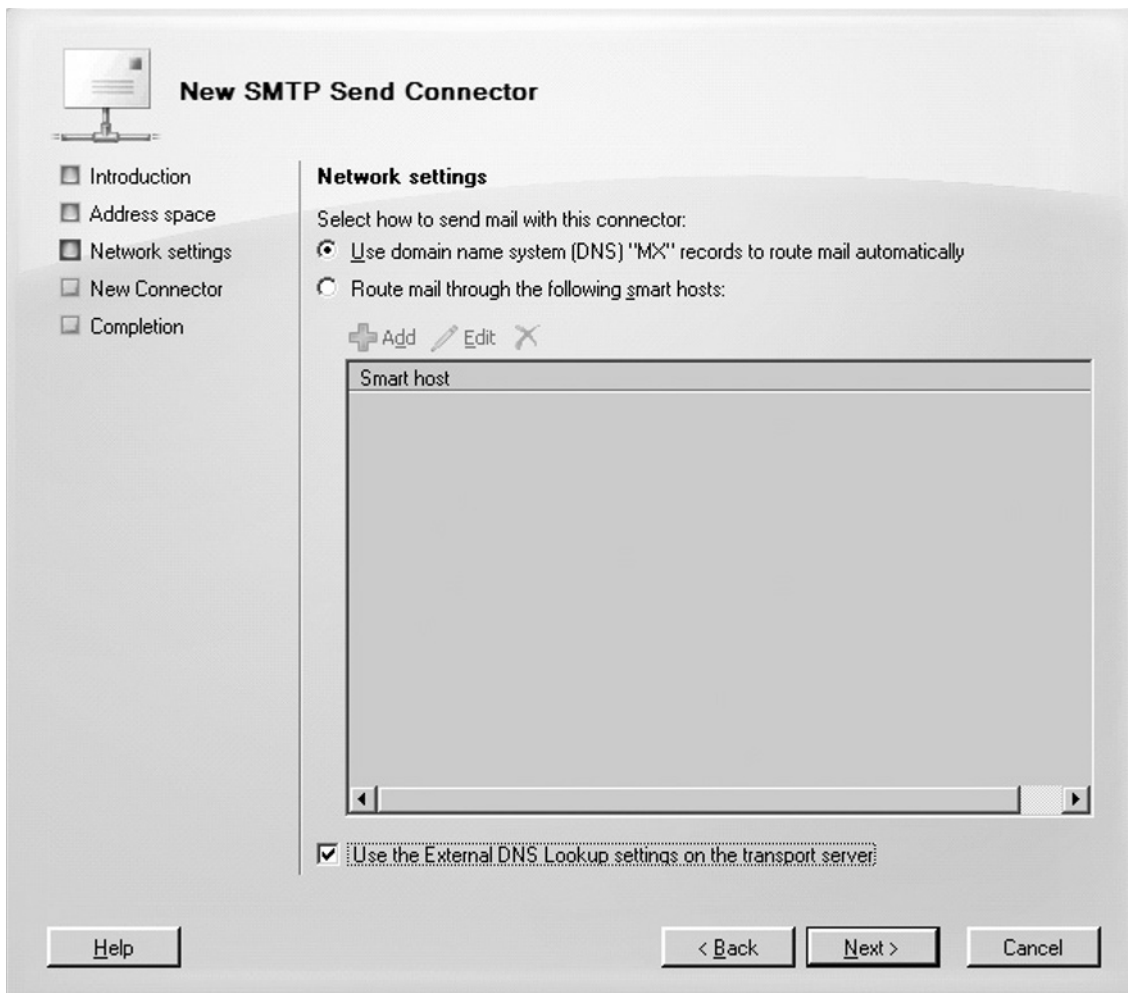 New SMTP Send Connector
Introduction
Address space
Network settings
New Connector
Completion
Network settings
Select how to send mail with this connector:
Use domain name system (DNS) "MX" records to route mail automatically
Route mail through the following smart hosts:
Add Edit
Smart host
Use the External DNS Lookup settings on the transport server
Help
< Back Next > Cancel